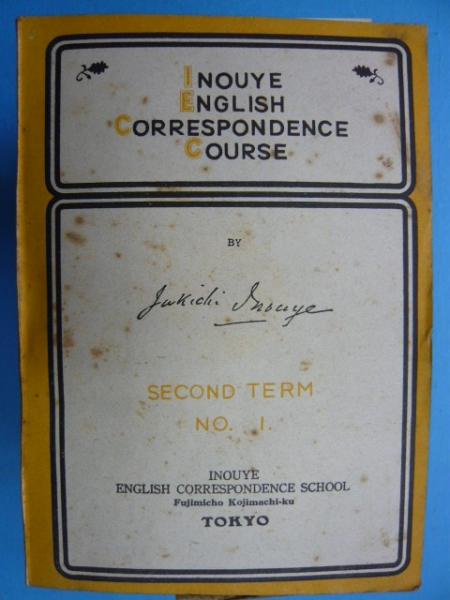 INOUYE
ENGLISH
CORRESPONDENCE
COURSE
BY
Jukichi Inouye
SECOND TERM
NO. 1.
INOUYE
ENGLISH CORRESPONDENCE SCHOOL
Fujimicho Kojimachi-ku
TOKYO